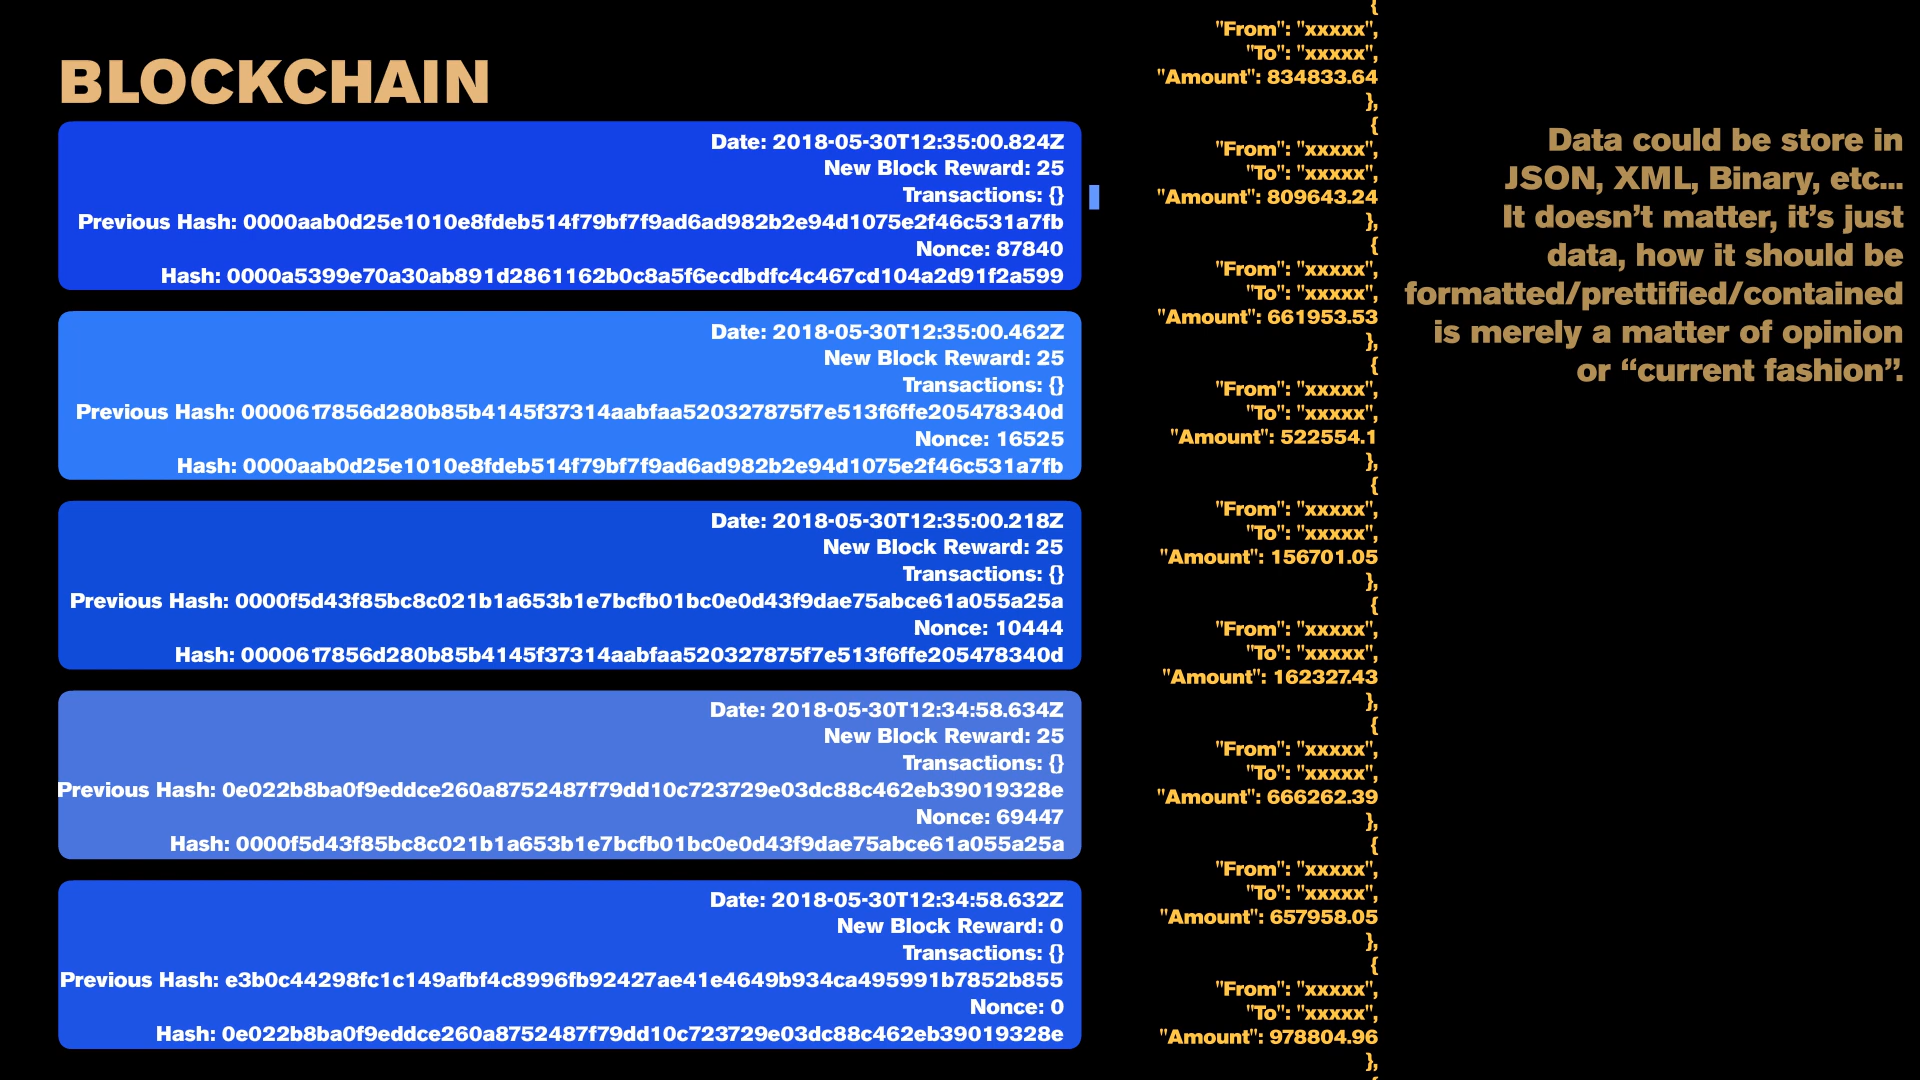 BLOCKCHAIN
Date: 2018-05-30T12:35:00.824Z
New Block Reward: 25
Transactions: {}
Previous Hash: 0000aab0d25e1010e8fdeb514f79bf7f9ad6ad982b2e94d1075e2f46c531a7fb
Nonce: 87840
Hash: 0000a5399e70a30ab891d2861162b0c8a5f6ecdbdfc4c467cd104a2d91f2a599
Date: 2018-05-30T12:35:00.462Z
New Block Reward: 25
Transactions: {}
Previous Hash: 0000617856d280b85b4145f37314aabfaa520327875f7e513f6ffe205478340d
Nonce: 16525
Hash: 0000aab0d25e1010e8fdeb514f79bf7f9ad6ad982b2e94d1075e2f46c531a7fb
Date: 2018-05-30T12:35:00.218Z
New Block Reward: 25
Transactions: {}
Previous Hash: 0000f5d43f85bc8c021b1a653b1e7bcfb01bc0e0d43f9dae75abce61a055a25a
Nonce: 10444
Hash: 0000617856d280b85b4145f37314aabfaa520327875f7e513f6ffe205478340d
Date: 2018-05-30T12:34:58.634Z
New Block Reward: 25
Transactions: {}
Previous Hash: 0e022b8ba0f9eddce260a8752487f79dd10c723729e03dc88c462eb39019328e
Nonce: 69447
Hash: 0000f5d43f85bc8c021b1a653b1e7bcfb01bc0e0d43f9dae75abce61a055a25a
Date: 2018-05-30T12:34:58.632Z
New Block Reward: 0
Transactions: {}
Previous Hash: e3b0c44298fc1c149afbf4c8996fb92427ae41e4649b934ca495991b7852b855
Nonce: 0
Hash: 0e022b8ba0f9eddce260a8752487f79dd10c723729e03dc88c462eb39019328e
{
"From": "xxxxx",
"To": "xxxxx",
"Amount": 834833.64
},
{
"From": "xxxxx",
"To": "xxxxx",
"Amount": 809643.24
},
{
"From": "xxxxx",
"To": "xxxxx",
"Amount": 661953.53
},
{
"From": "xxxxx",
"To": "xxxxx",
"Amount": 522554.1
},
{
"From": "xxxxx",
"To": "xxxxx",
"Amount": 156701.05
},
{
"From": "xxxxx",
"To": "xxxxx",
"Amount": 162327.43
},
{
"From": "xxxxx",
"To": "xxxxx",
"Amount": 666262.39
},
{
"From": "xxxxx",
"To": "xxxxx",
"Amount": 657958.05
},
{
"From": "xxxxx",
"To": "xxxxx",
"Amount": 978804.96
},
{
Data could be store in
JSON, XML, Binary, etc...
It doesn’t matter, it’s just
data, how it should be
formatted/prettified/contained
is merely a matter of opinion
or “current fashion”.